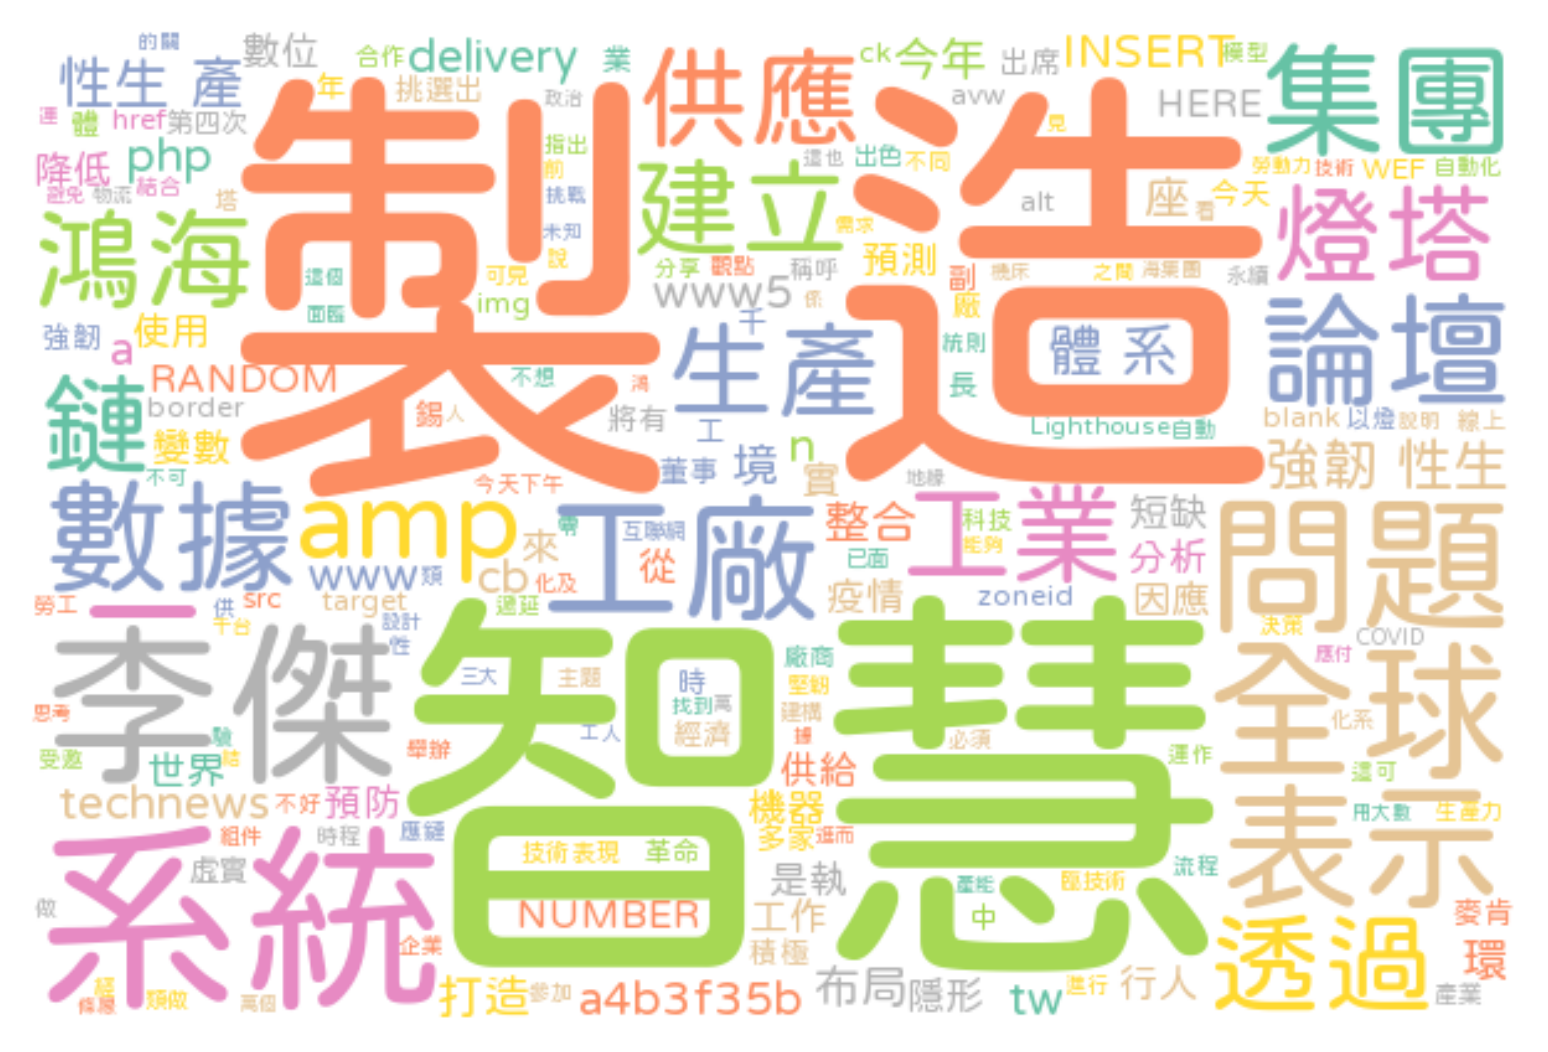 的關
數位
合作
delivery
業
供應
ck
今年
出席
INSERT
模型
集團
性生 產
年
挑選出
政治
avw
HERE
製造
體
href
第四次
見
指出
降低
php
前
這也
出色
不同
勞動力
技術
WEF
自動化
避免
物流
結合
塔
挑戰
建立
alt
座
看
今天
燈塔
鴻海
未知
需求
說
分享
觀點
稱呼
預測
副
機床
之間
海集團
永續
這個
可見
img
www5
係
廠
面臨
強韌
a
使用
千
生產
統則
體 系
論壇
RANDOM
不想
鴻
長
鏈
border
錫
人
將有
工
Lighthouse
自動
blank
以燈
說明
線上
變數
n
不可
董事
境
實
地緣
強韌 性生
今天下午
數據
amp
來
零
互聯網
工廠
整合
工業
科技
能夠
短缺
問題
已面
分析
www
類
cb
化及
從
勞工
一
供
src
target
遞延
疫情
zoneid
因應
平台
設計
性
決策
COVID
李傑
智慧
廠商
應付
全球
三大
主題
時
堅韌
找到
萬
建構
思考
工人
經濟
據
必須
化系
驗
受邀
世界
結
舉辦
供給
運作
這可
technews
不好
預防
機器
表示
用大數
生產力
系統
組件
時程
應鏈
多家
進而
虛實
技術表現
革命
是執
產能
臨技術
流程
做
NUMBER
中
工作
透過
麥肯
企業
積極
環
經
條應
類做
萬個
打造
參加
a4b3f35b
布局
隱形
tw
進行
行人
產業